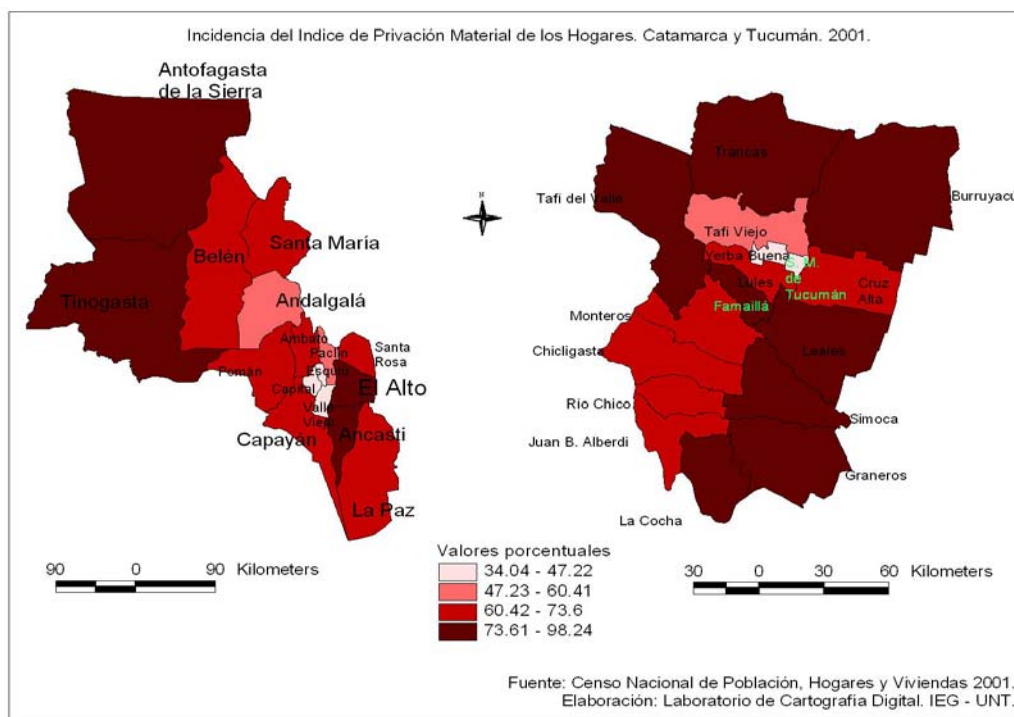 Incidencia del Indice de Privación Material de los Hogares. Catamarca y Tucumán. 2001.
Antofagasta
de la Sierra
Belén
Santa María
Tinogasta
Andalgalá
Ambato
Paclín
Santa
Rosa
Pomán
Esquiú
Capital
El Alto
Valle
Viejo
Capayán
Ancasti
La Paz
N
Trancas
Tafí del Valle
Burruyacú
Tafí Viejo
Yerba Buena
S. M.
de
Tucumán
Lules
Cruz
Alta
Famaillá
Monteros
Chicligasta
Leales
Río Chico
Simoca
Juan B. Alberdi
Graneros
La Cocha
90 0 90 Kilometers
Valores porcentuales
34.04 - 47.22
47.23 - 60.41
60.42 - 73.6
73.61 - 98.24
30 0 30 60 Kilometers
Fuente: Censo Nacional de Población, Hogares y Viviendas 2001.
Elaboración: Laboratorio de Cartografía Digital. IEG - UNT.